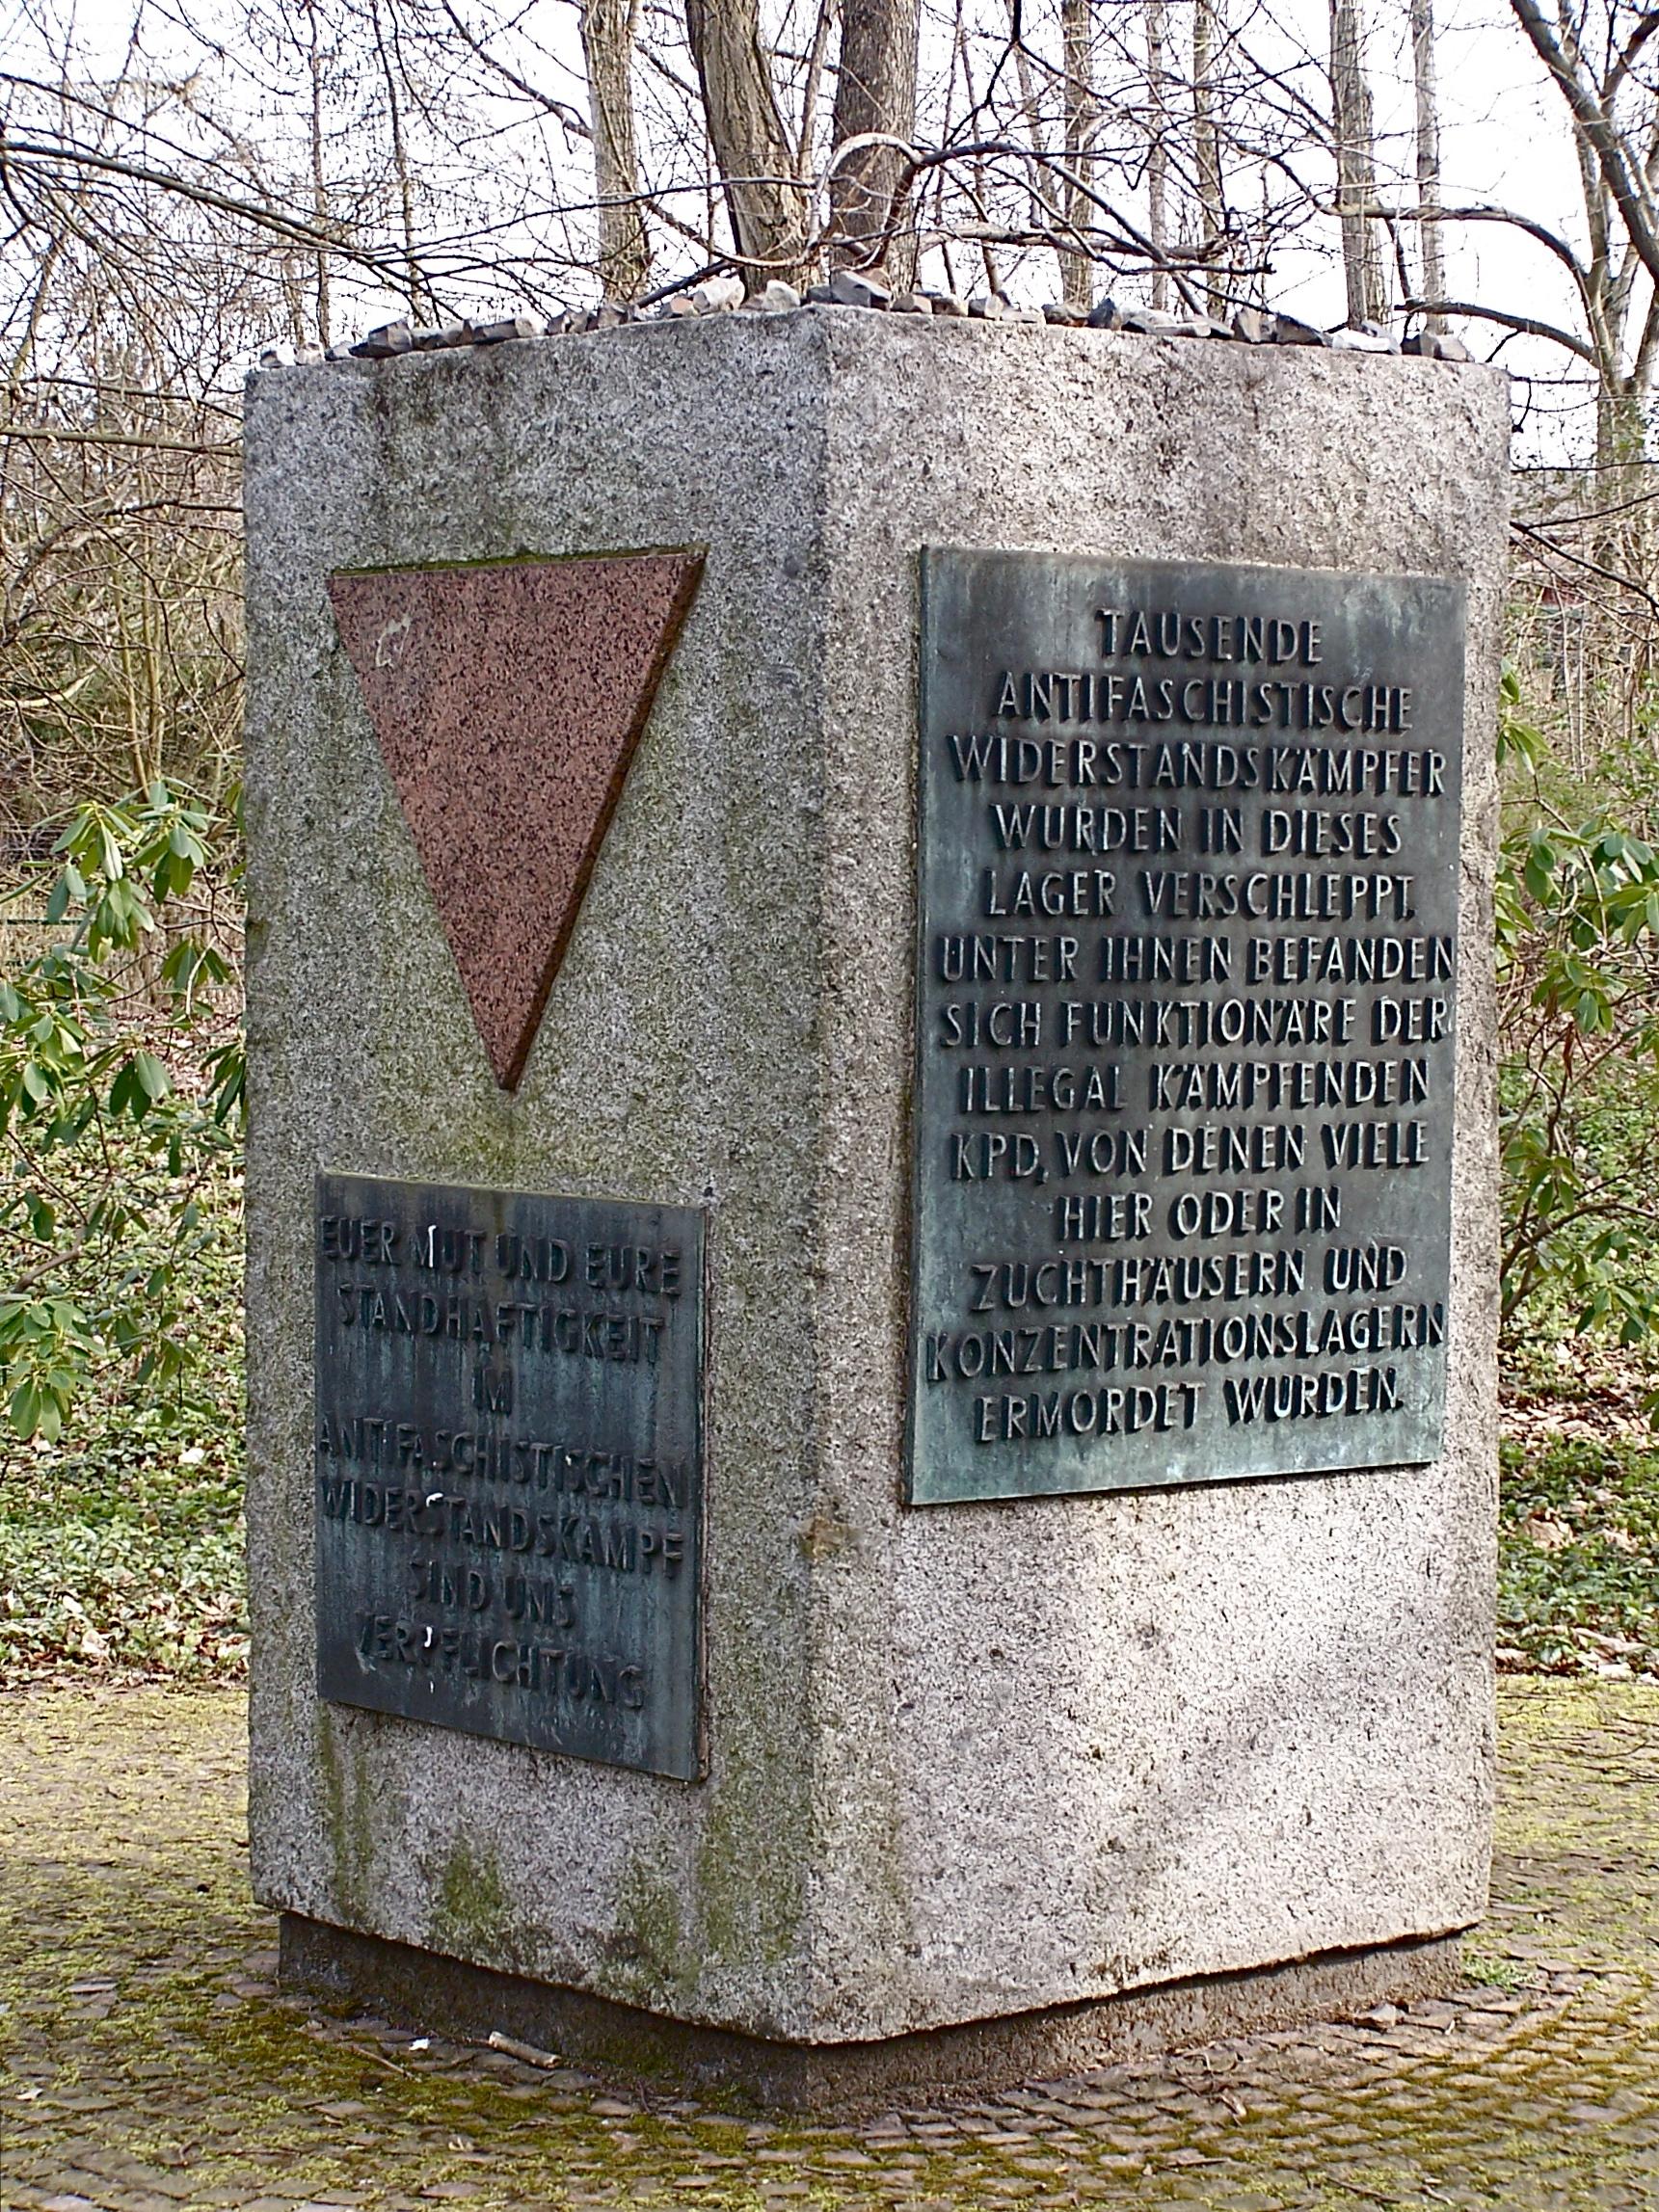 EUER MUT UND EURE
STANDHAFTIGKEIT
IM
ANTIFASCHISTISCHEN
WIDERSTANDSKAMPF
SIND UNS
VERPFLICHTUNG
TAUSENDE
ANTIFASCHISTISCHE
WIDERSTANDSKÄMPFER
WURDEN IN DIESES
LAGER VERSCHLEPPT.
UNTER IHNEN BEFANDEN
SICH FUNKTIONÄRE DER
ILLEGAL KÄMPFENDEN
KPD, VON DENEN VIELE
HIER ODER IN
ZUCHTHÄUSERN UND
KONZENTRATIONSLAGERN
ERMORDET WURDEN.